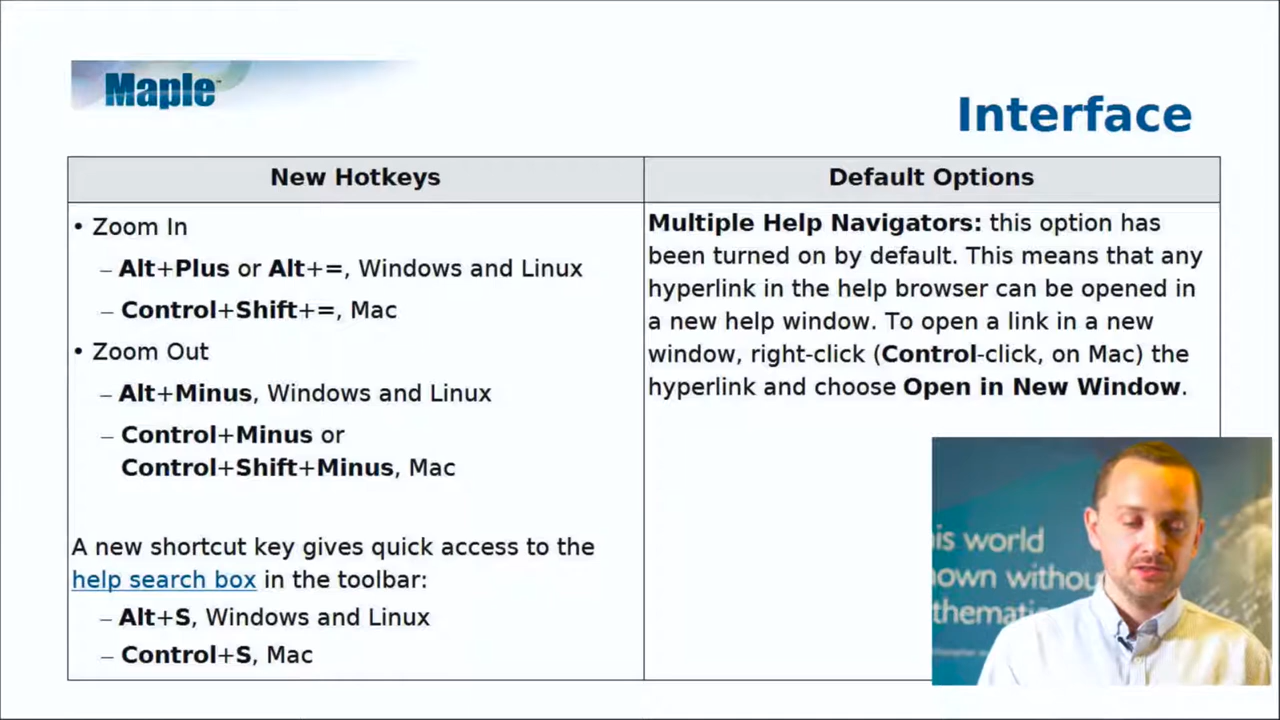 Maple™
Interface
New Hotkeys
• Zoom In
– Alt+Plus or Alt+=, Windows and Linux
– Control+Shift+=, Mac
• Zoom Out
– Alt+Minus, Windows and Linux
– Control+Minus or
Control+Shift+Minus, Mac
A new shortcut key gives quick access to the
help search box in the toolbar:
– Alt+S, Windows and Linux
– Control+S, Mac
Default Options
Multiple Help Navigators: this option has
been turned on by default. This means that any
hyperlink in the help browser can be opened in
a new help window. To open a link in a new
window, right-click (Control-click, on Mac) the
hyperlink and choose Open in New Window.
is world
nown withou
thematic